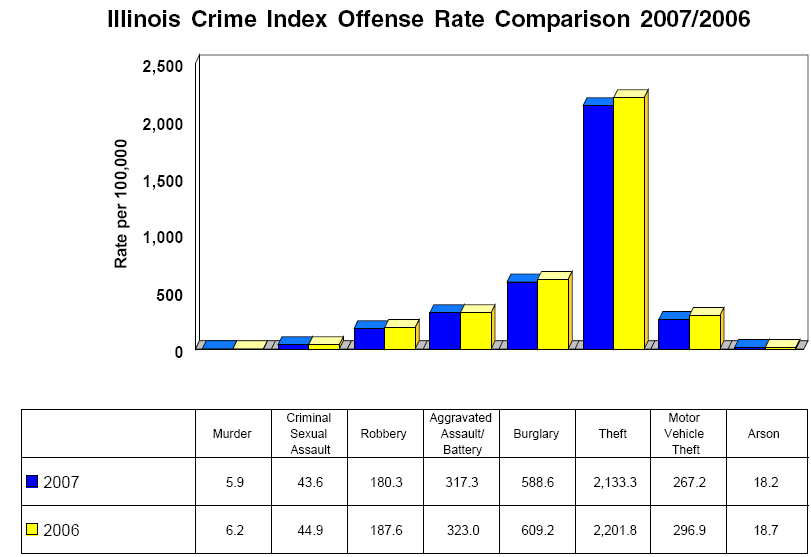 Illinois Crime Index Offense Rate Comparison 2007/2006
Rate per 100,000
2,500
2,000
1,500
1,000
500
0
Murder
Criminal
Sexual
Assault
Robbery
Aggravated
Assault/
Battery
Burglary
Theft
Motor
Vehicle
Theft
Arson
2007 5.9 43.6 180.3 317.3 588.6 2,133.3 267.2 18.2
2006 6.2 44.9 187.6 323.0 609.2 2,201.8 296.9 18.7